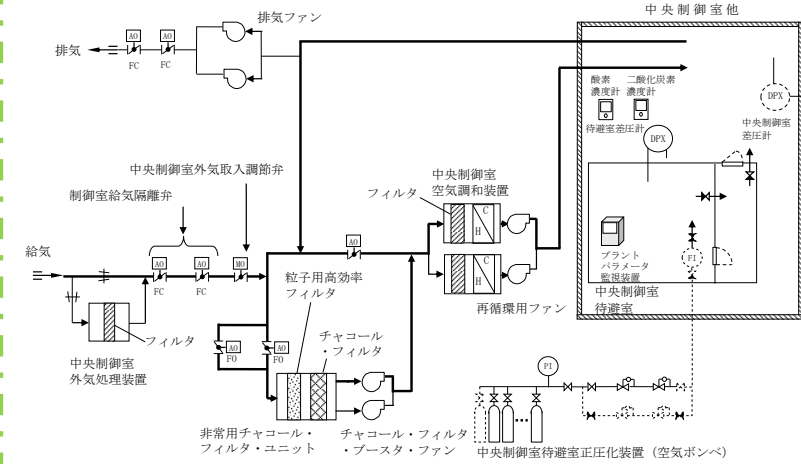 中央制御室他
排気ファン
排気
AO
AO
FC
FC
酸素
濃度計
二酸化炭素
濃度計
DPX
待避室差圧計
中央制御室
差圧計
DPX
中央制御室外気取入調節弁
制御室給気隔離弁
中央制御室
空気調和装置
フィルタ
C
H
給気
AO
AO
MO
FC
FC
AO
粒子用高効率
フィルタ
C
H
再循環用ファン
プラント
パラメータ
監視装置
FI
中央制御室
待避室
フィルタ
中央制御室
外気処理装置
AO
FO
AO
FO
チャコール
・フィルタ
PI
非常用チャコール・
フィルタ・ユニット
チャコール・フィルタ
・ブースタ・ファン
中央制御室待避室正圧化装置（空気ボンベ）